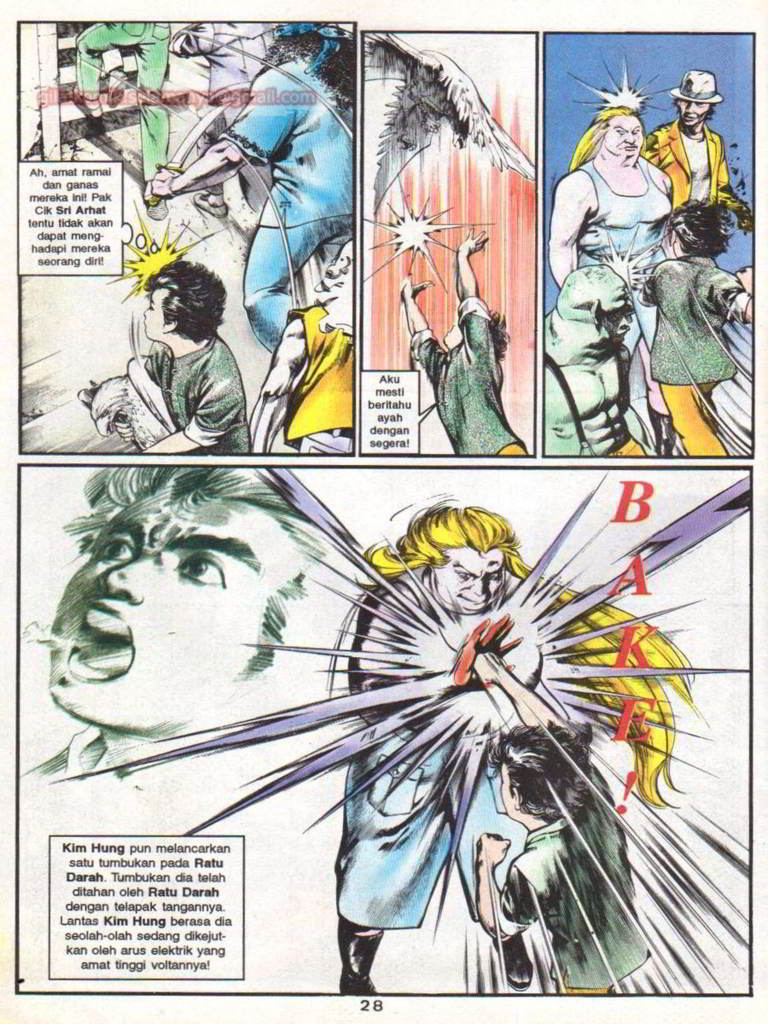 Ah, amat ramai
dan ganas
mereka ini! Pak
Cik Sri Arhat
tentu tidak akan
dapat meng-
hadapi mereka
seorang diri!
Aku
mesti
beritahu
ayah
dengan
segera!
BAKE!
Kim Hung pun melancarkan
satu tumbukan pada Ratu
Darah. Tumbukan dia telah
ditahan oleh Ratu Darah
dengan telapak tangannya.
Lantas Kim Hung berasa dia
seolah-olah sedang dikejut-
kan oleh arus elektrik yang
amat tinggi voltannya!
28